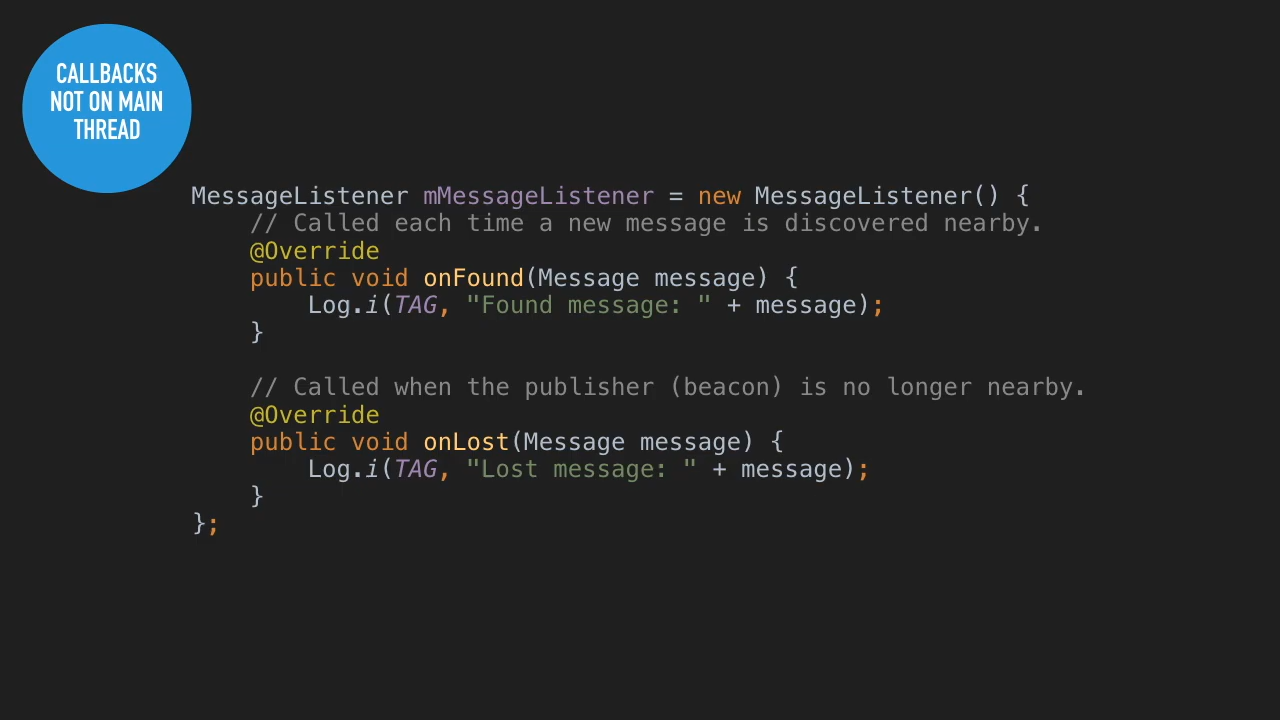 CALLBACKS
NOT ON MAIN
THREAD
MessageListener mMessageListener = new MessageListener() {
    // Called each time a new message is discovered nearby.
    @Override
    public void onFound(Message message) {
        Log.i(TAG, "Found message: " + message);
    }

    // Called when the publisher (beacon) is no longer nearby.
    @Override
    public void onLost(Message message) {
        Log.i(TAG, "Lost message: " + message);
    }
};